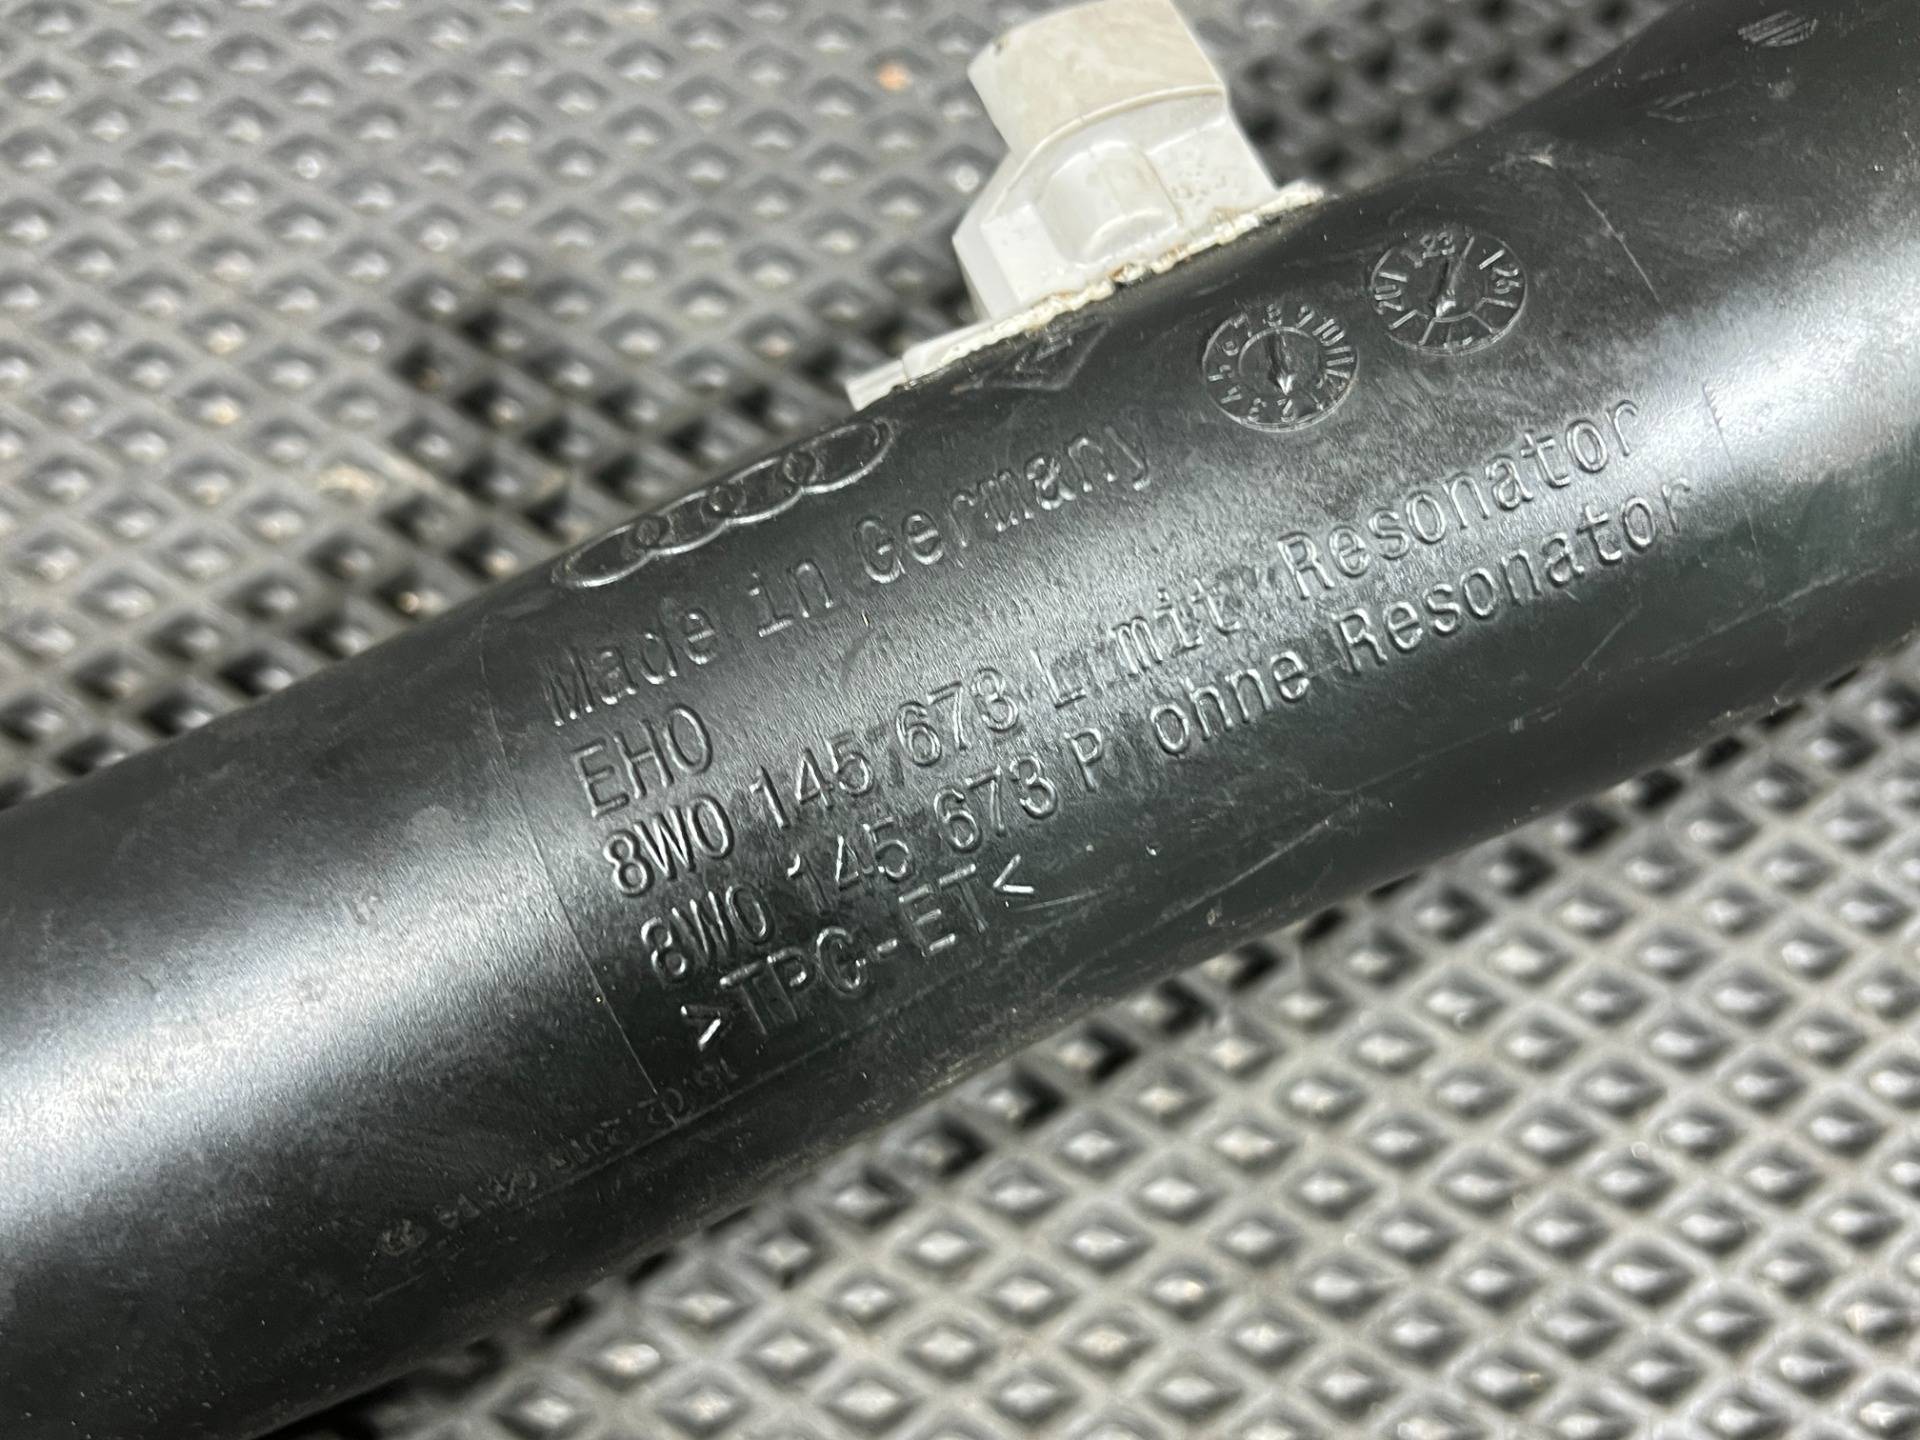 Made in Germany
EHO
8W0 145 673 L mit Resonator
8W0 145 673 P ohne Resonator
>TPC-ET<